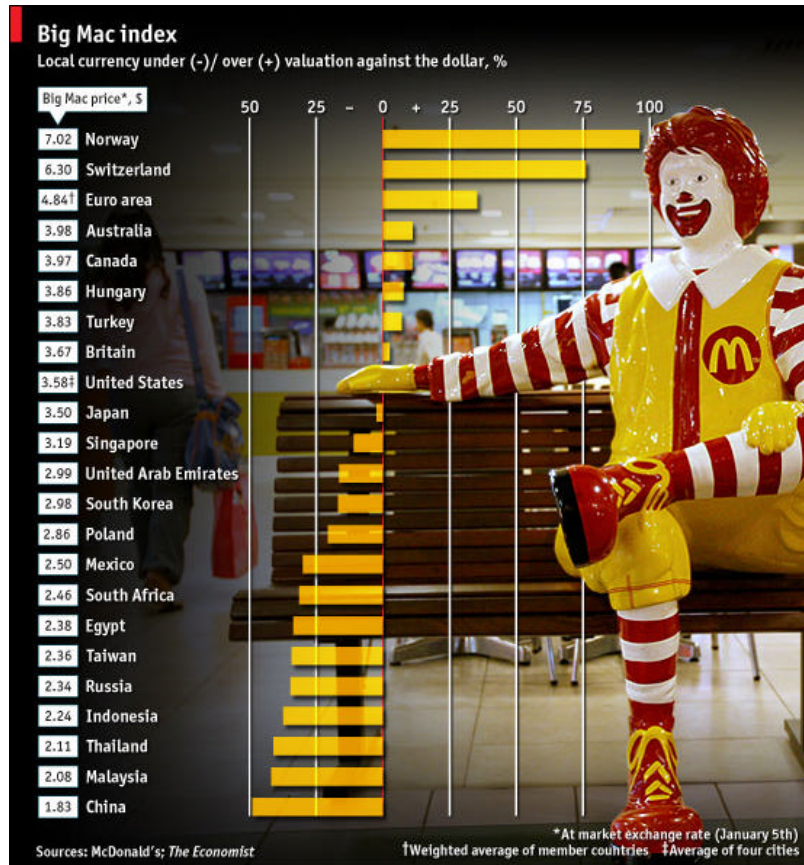 Big Mac index
Local currency under (-)/ over (+) valuation against the dollar, %
Big Mac price*, $
50 25 – 0 + 25 50 75 100
7.02 Norway
6.30 Switzerland
4.84† Euro area
3.98 Australia
3.97 Canada
3.86 Hungary
3.83 Turkey
3.67 Britain
3.58‡ United States
3.50 Japan
3.19 Singapore
2.99 United Arab Emirates
2.98 South Korea
2.86 Poland
2.50 Mexico
2.46 South Africa
2.38 Egypt
2.36 Taiwan
2.34 Russia
2.24 Indonesia
2.11 Thailand
2.08 Malaysia
1.83 China
*At market exchange rate (January 5th)
Sources: McDonald's; The Economist †Weighted average of member countries ‡Average of four cities